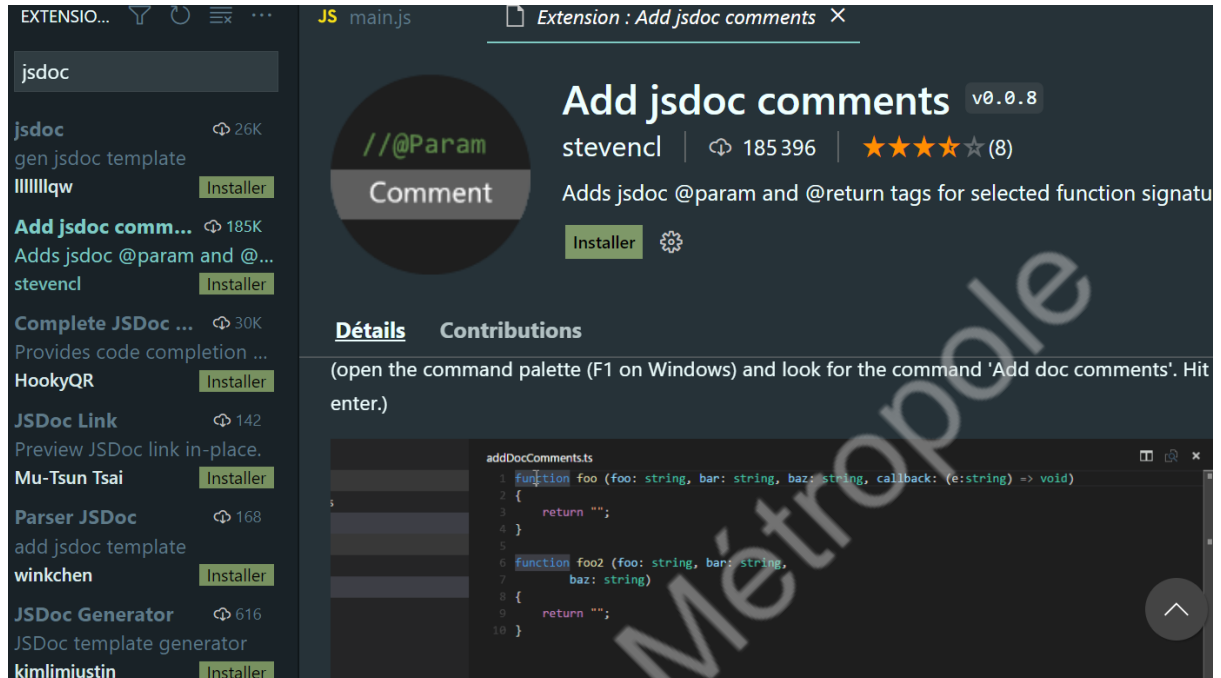 EXTENSIO... ···
jsdoc
jsdoc 26K
gen jsdoc template
lllllllqw Installer
Add jsdoc comm... 185K
Adds jsdoc @param and @...
stevencl Installer
Complete JSDoc ... 30K
Provides code completion ...
HookyQR Installer
JSDoc Link 142
Preview JSDoc link in-place.
Mu-Tsun Tsai Installer
Parser JSDoc 168
add jsdoc template
winkchen Installer
JSDoc Generator 616
JSDoc template generator
kimlimjustin Installer
JS main.js Extension : Add jsdoc comments ×
//@Param
Comment
Add jsdoc comments v0.0.8
stevencl 185 396 (8)
Adds jsdoc @param and @return tags for selected function signatu
Installer
Détails Contributions
(open the command palette (F1 on Windows) and look for the command 'Add doc comments'. Hit
enter.)
addDocComments.ts
1 function foo (foo: string, bar: string, baz: string, callback: (e:string) => void)
2 {
3 return "";
4 }
5
6 function foo2 (foo: string, bar: string,
7 baz: string)
8 {
9 return "";
10 }
Métropole